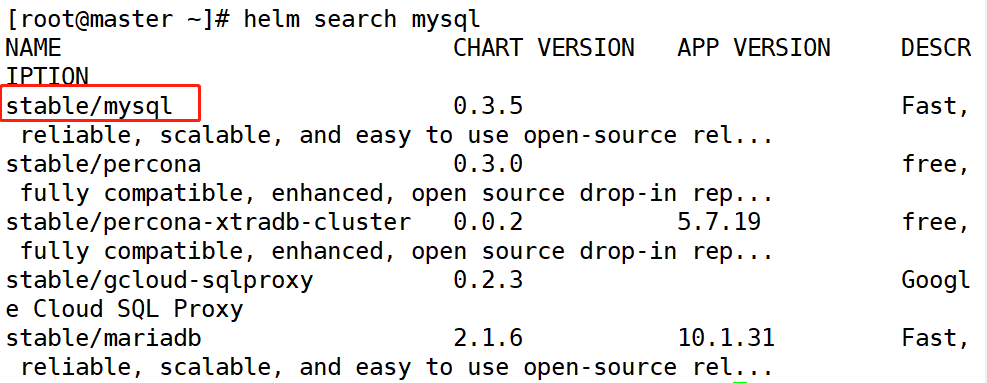 [root@master ~]# helm search mysql
NAME                            CHART VERSION   APP VERSION     DESCR
IPTION
stable/mysql                    0.3.5                           Fast,
 reliable, scalable, and easy to use open-source rel...
stable/percona                  0.3.0                           free,
 fully compatible, enhanced, open source drop-in rep...
stable/percona-xtradb-cluster   0.0.2           5.7.19          free,
 fully compatible, enhanced, open source drop-in rep...
stable/gcloud-sqlproxy          0.2.3                           Googl
e Cloud SQL Proxy
stable/mariadb                  2.1.6           10.1.31         Fast,
 reliable, scalable, and easy to use open-source rel...